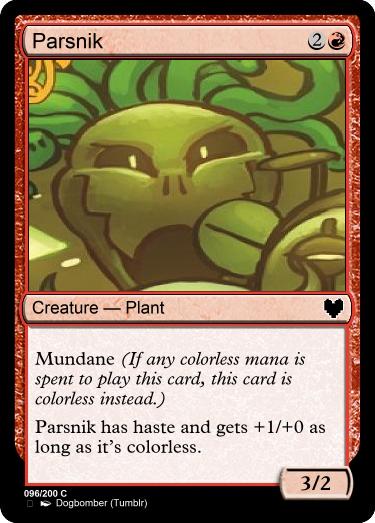 Parsnik 2
Creature — Plant
Mundane (If any colorless mana is
spent to play this card, this card is
colorless instead.)
Parsnik has haste and gets +1/+0 as
long as it's colorless.
3/2
096/200 C
Dogbomber (Tumblr)